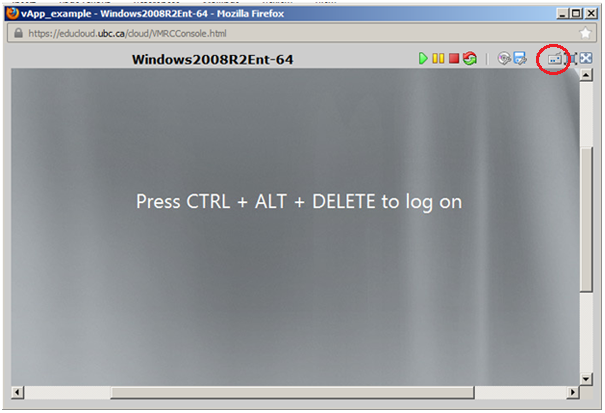 vApp_example - Windows2008R2Ent-64 - Mozilla Firefox
https://educloud.ubc.ca/cloud/VMRCConsole.html
Windows2008R2Ent-64
Press CTRL + ALT + DELETE to log on